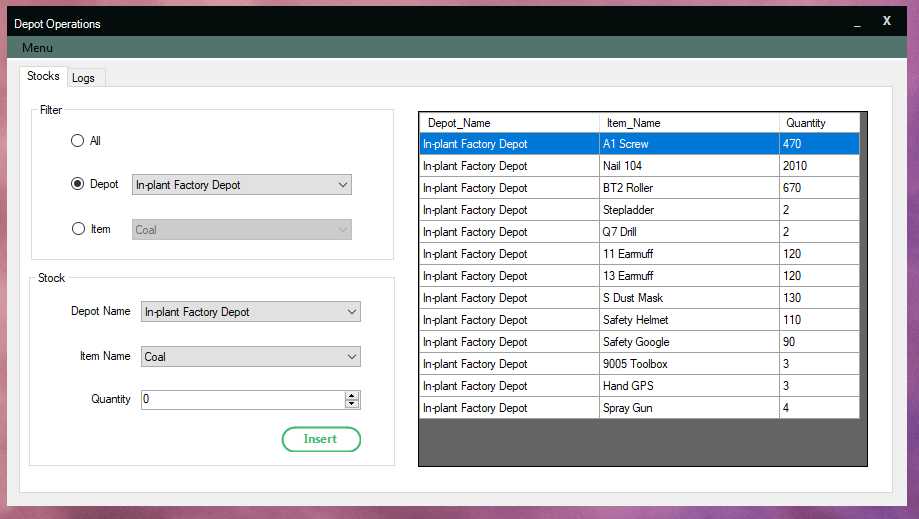 Depot Operations
_ X
Menu
Stocks Logs
Filter
All
Depot In-plant Factory Depot
Item Coal
Stock
Depot Name In-plant Factory Depot
Item Name Coal
Quantity 0
Insert
Depot_Name Item_Name Quantity
In-plant Factory Depot A1 Screw 470
In-plant Factory Depot Nail 104 2010
In-plant Factory Depot BT2 Roller 670
In-plant Factory Depot Stepladder 2
In-plant Factory Depot Q7 Drill 2
In-plant Factory Depot 11 Earmuff 120
In-plant Factory Depot 13 Earmuff 120
In-plant Factory Depot S Dust Mask 130
In-plant Factory Depot Safety Helmet 110
In-plant Factory Depot Safety Google 90
In-plant Factory Depot 9005 Toolbox 3
In-plant Factory Depot Hand GPS 3
In-plant Factory Depot Spray Gun 4